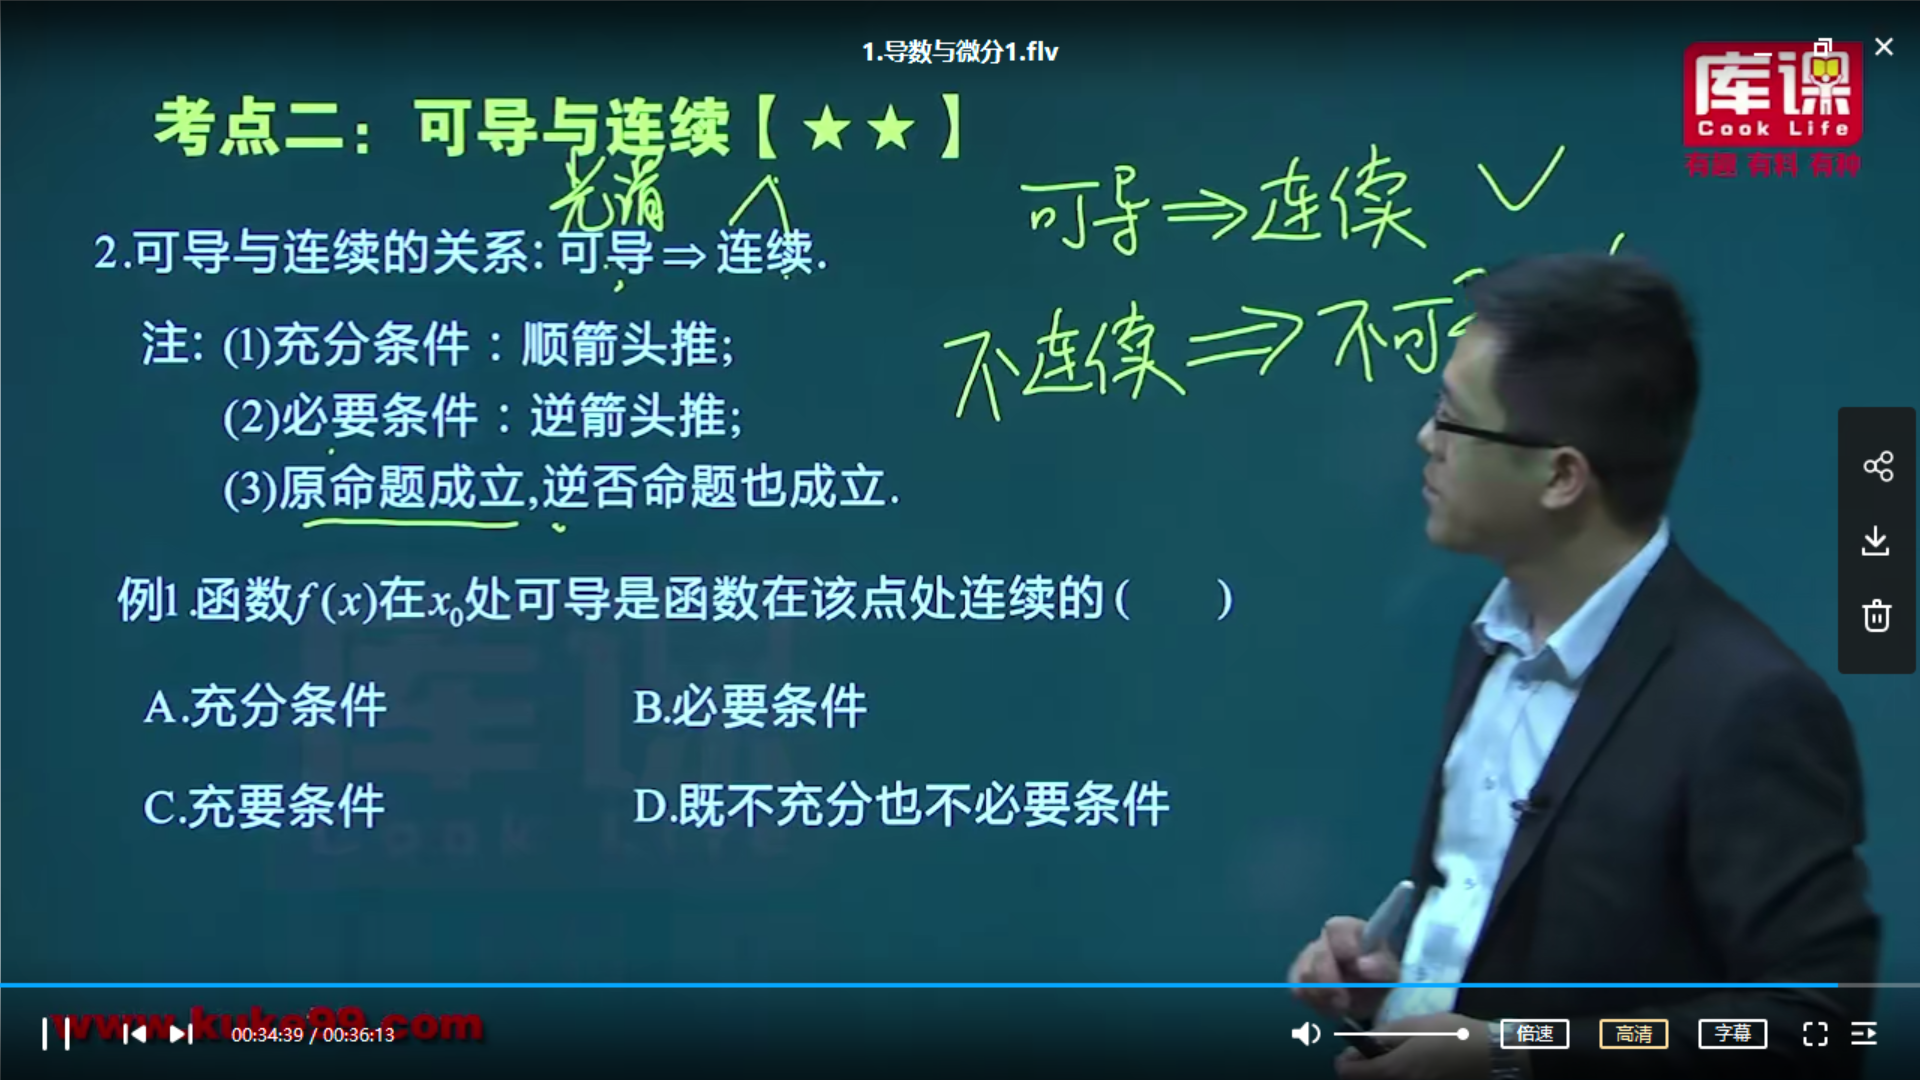 1.导数与微分1.flv
库课
Cook Life
有趣 有料 有种
考点二：可导与连续【★★】
光滑
可导⇒连续 ✓
2.可导与连续的关系:可导⇒连续.
不连续⇒不可
注: (1)充分条件：顺箭头推;
(2)必要条件：逆箭头推;
(3)原命题成立,逆否命题也成立.
例1.函数f(x)在x₀处可导是函数在该点处连续的(  )
A.充分条件 B.必要条件
C.充要条件 D.既不充分也不必要条件
库课
Cook Life
www.kuke99.com
00:34:39 / 00:36:13
倍速 高清 字幕